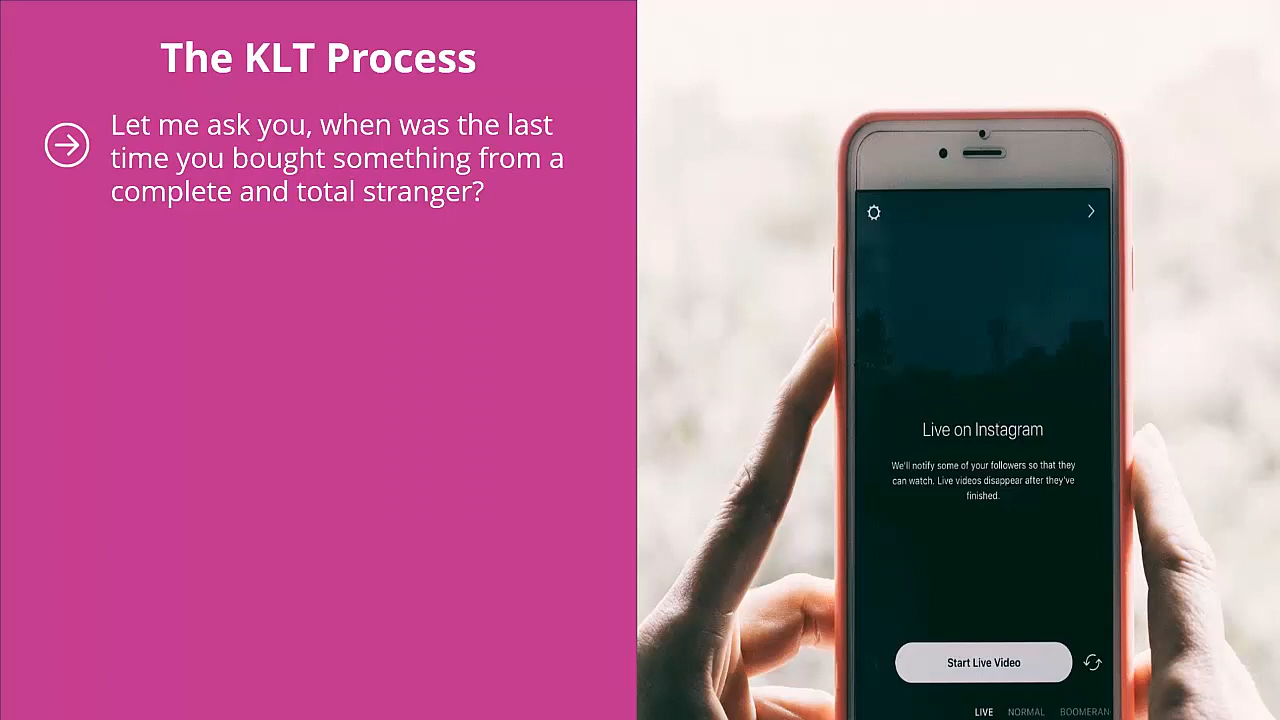 The KLT Process
Let me ask you, when was the last
time you bought something from a
complete and total stranger?
Live on Instagram
We'll notify some of your followers so that they
can watch. Live videos disappear after they've
finished.
Start Live Video
LIVE NORMAL BOOMERAN